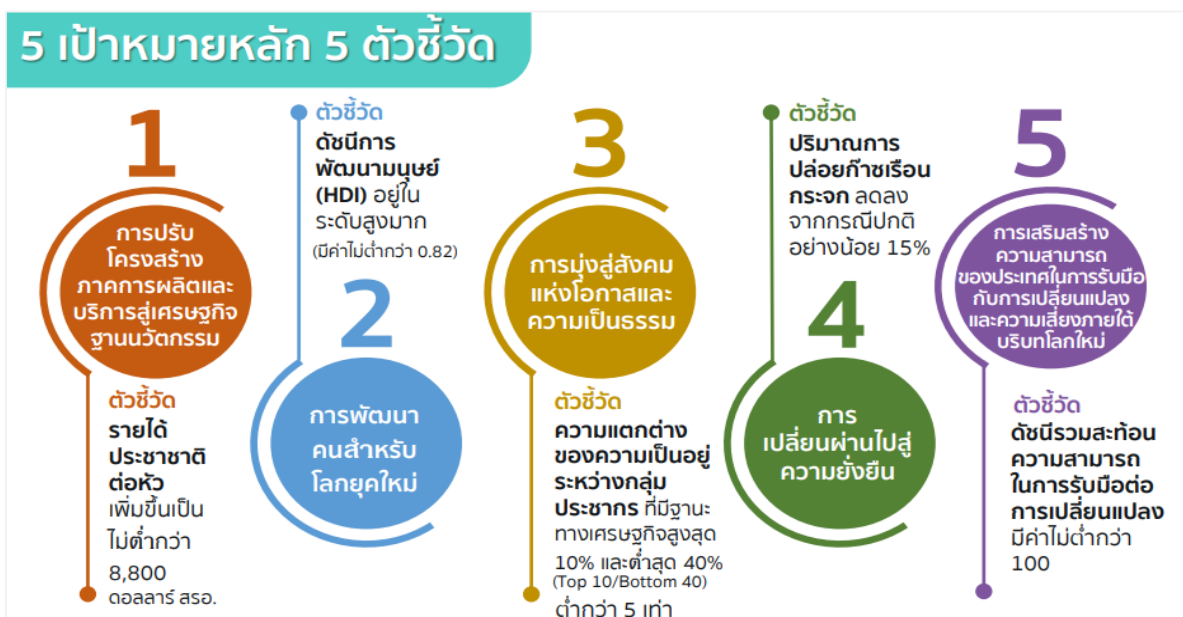 5 เป้าหมายหลัก 5 ตัวชี้วัด
1
การปรับ
โครงสร้าง
ภาคการผลิตและ
บริการสู่เศรษฐกิจ
ฐานนวัตกรรม
ตัวชี้วัด
รายได้
ประชาชาติ
ต่อหัว
เพิ่มขึ้นเป็น
ไม่ต่ำกว่า
8,800
ดอลลาร์ สรอ.
ตัวชี้วัด
ดัชนีการ
พัฒนามนุษย์
(HDI) อยู่ใน
ระดับสูงมาก
(มีค่าไม่ต่ำกว่า 0.82)
2
การพัฒนา
คนสำหรับ
โลกยุคใหม่
3
การมุ่งสู่สังคม
แห่งโอกาสและ
ความเป็นธรรม
ตัวชี้วัด
ความแตกต่าง
ของความเป็นอยู่
ระหว่างกลุ่ม
ประชากร ที่มีฐานะ
ทางเศรษฐกิจสูงสุด
10% และต่ำสุด 40%
(Top 10/Bottom 40)
ต่ำกว่า 5 เท่า
ตัวชี้วัด
ปริมาณการ
ปล่อยก๊าซเรือน
กระจก ลดลง
จากกรณีปกติ
อย่างน้อย 15%
4
การ
เปลี่ยนผ่านไปสู่
ความยั่งยืน
5
การเสริมสร้าง
ความสามารถ
ของประเทศในการรับมือ
กับการเปลี่ยนแปลง
และความเสี่ยงภายใต้
บริบทโลกใหม่
ตัวชี้วัด
ดัชนีรวมสะท้อน
ความสามารถ
ในการรับมือต่อ
การเปลี่ยนแปลง
มีค่าไม่ต่ำกว่า
100